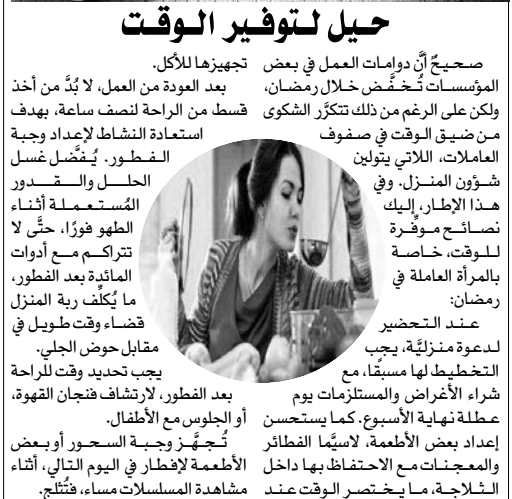 حيل لتوفير الوقت
صحيحٌ أنَّ دوامات العمل في بعض
المؤسسات تُخفَّض خلال رمضان،
ولكن على الرغم من ذلك تتكرَّر الشكوى
من ضيق الوقت في صفوف
العاملات، اللاتي يتولين
شؤون المنزل. وفي
هذا الإطار، إليك
نصائح موفِّرة
للوقت، خاصة
بالمرأة العاملة في
رمضان:
عند التحضير
لدعوة منزليَّة، يجب
التخطيط لها مسبقًا، مع
شراء الأغراض والمستلزمات يوم
عطلة نهاية الأسبوع. كما يستحسن
إعداد بعض الأطعمة، لاسيَّما الفطائر
والمعجنات مع الاحتفاظ بها داخل
الثلاجة، ما يختصر الوقت عند
تجهيزها للأكل.
بعد العودة من العمل، لا بُدَّ من أخذ
قسط من الراحة لنصف ساعة، بهدف
استعادة النشاط لإعداد وجبة
الفطور. يُفضَّل غسل
الحلل والقدور
المُستعملة أثناء
الطهو فورًا، حتَّى لا
تتراكم مع أدوات
المائدة بعد الفطور،
ما يُكلِّف ربة المنزل
قضاء وقت طويل في
مقابل حوض الجلي.
يجب تحديد وقت للراحة
بعد الفطور، لارتشاف فنجان القهوة،
أو الجلوس مع الأطفال.
تُجهَّز وجبة السحور أو بعض
الأطعمة لإفطار في اليوم التالي، أثناء
مشاهدة المسلسلات مساء، فتُثلج.